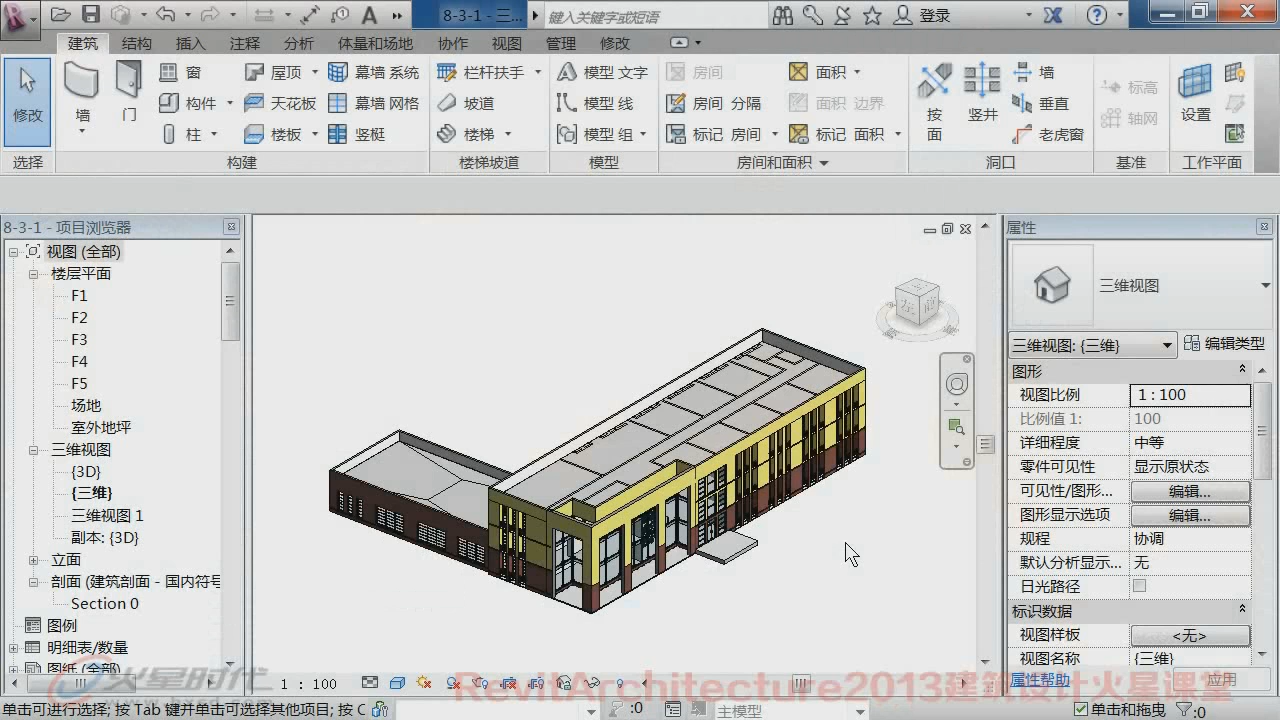 8-3-1 - 三...
键入关键字或短语
登录
建筑 结构 插入 注释 分析 体量和场地 协作 视图 管理 修改
修改
墙
门
窗
构件
柱
屋顶
天花板
楼板
幕墙 系统
幕墙 网格
竖梃
栏杆扶手
坡道
楼梯
模型 文字
模型 线
模型 组
房间
房间 分隔
标记 房间
面积
面积 边界
标记 面积
按面
竖井
墙
垂直
老虎窗
标高
轴网
设置
选择 构建 楼梯坡道 模型 房间和面积 洞口 基准 工作平面
8-3-1 - 项目浏览器
视图 (全部)
楼层平面
F1
F2
F3
F4
F5
场地
室外地坪
三维视图
{3D}
{三维}
三维视图 1
副本: {3D}
立面
剖面 (建筑剖面 - 国内符号
Section 0
图例
明细表/数量
图纸 (全部)
火星时代
属性
三维视图
三维视图: {三维}
编辑类型
图形
视图比例 1 : 100
比例值 1: 100
详细程度 中等
零件可见性 显示原状态
可见性/图形... 编辑...
图形显示选项 编辑...
规程 协调
默认分析显示... 无
日光路径
标识数据
视图样板 <无>
视图名称 {三维}
属性帮助 应用
1 : 100
RevitArchitecture2013建筑设计火星课堂
单击可进行选择; 按 Tab 键并单击可选择其他项目; 按 C
:0
主模型
单击和拖曳
:0